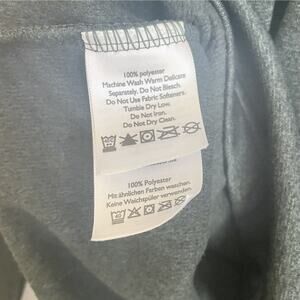 100% polyester
Machine Wash Warm Delicate
Separately. Do Not Bleach.
Do Not Use Fabric Softeners.
Tumble Dry Low.
Do Not Iron.
Do Not Dry Clean.
100% Polyester
Mit ähnlichen Farben waschen.
Keine Weichspüler verwenden